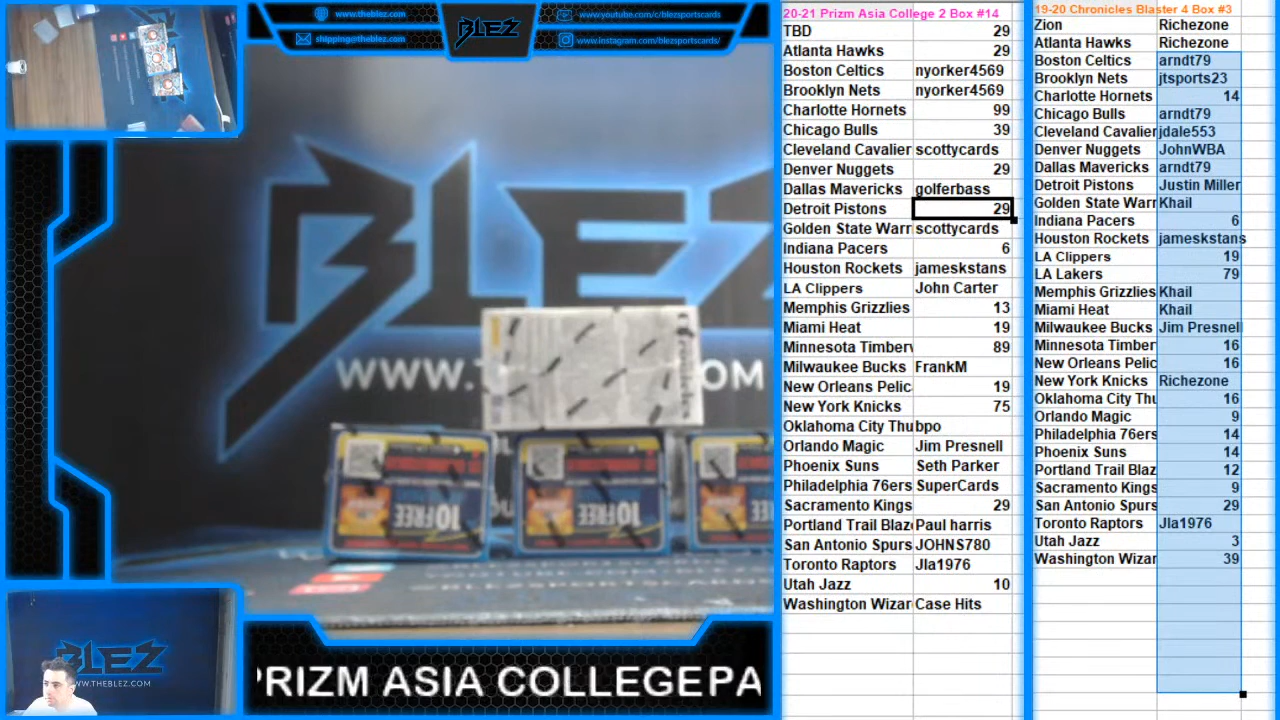 www.theblez.com
shipping@theblez.com
BLEZ
www.youtube.com/c/blezsportscards
www.instagram.com/blezsportscards/
BLEZ
WWW.T
OM
10 FREE
10 FREE
BLEZ
WWW.THEBLEZ.COM
PRIZM ASIA COLLEGEPA
20-21 Prizm Asia College 2 Box #14
TBD 29
Atlanta Hawks 29
Boston Celtics nyorker4569
Brooklyn Nets nyorker4569
Charlotte Hornets 99
Chicago Bulls 39
Cleveland Cavalier scottycards
Denver Nuggets 29
Dallas Mavericks golferbass
Detroit Pistons 29
Golden State Warr scottycards
Indiana Pacers 6
Houston Rockets jameskstans
LA Clippers John Carter
Memphis Grizzlies 13
Miami Heat 19
Minnesota Timberv 89
Milwaukee Bucks FrankM
New Orleans Pelic 19
New York Knicks 75
Oklahoma City Thu bpo
Orlando Magic Jim Presnell
Phoenix Suns Seth Parker
Philadelphia 76ers SuperCards
Sacramento Kings 29
Portland Trail Blaze Paul harris
San Antonio Spurs JOHNS780
Toronto Raptors Jla1976
Utah Jazz 10
Washington Wizar Case Hits
19-20 Chronicles Blaster 4 Box #3
Zion Richezone
Atlanta Hawks Richezone
Boston Celtics arndt79
Brooklyn Nets jtsports23
Charlotte Hornets 14
Chicago Bulls arndt79
Cleveland Cavalier jdale553
Denver Nuggets JohnWBA
Dallas Mavericks arndt79
Detroit Pistons Justin Miller
Golden State Warr Khail
Indiana Pacers 6
Houston Rockets jameskstans
LA Clippers 19
LA Lakers 79
Memphis Grizzlies Khail
Miami Heat Khail
Milwaukee Bucks Jim Presnell
Minnesota Timber 16
New Orleans Pelic 16
New York Knicks Richezone
Oklahoma City Thu 16
Orlando Magic 9
Philadelphia 76ers 14
Phoenix Suns 14
Portland Trail Blaz 12
Sacramento Kings 9
San Antonio Spurs 29
Toronto Raptors Jla1976
Utah Jazz 3
Washington Wizar 39